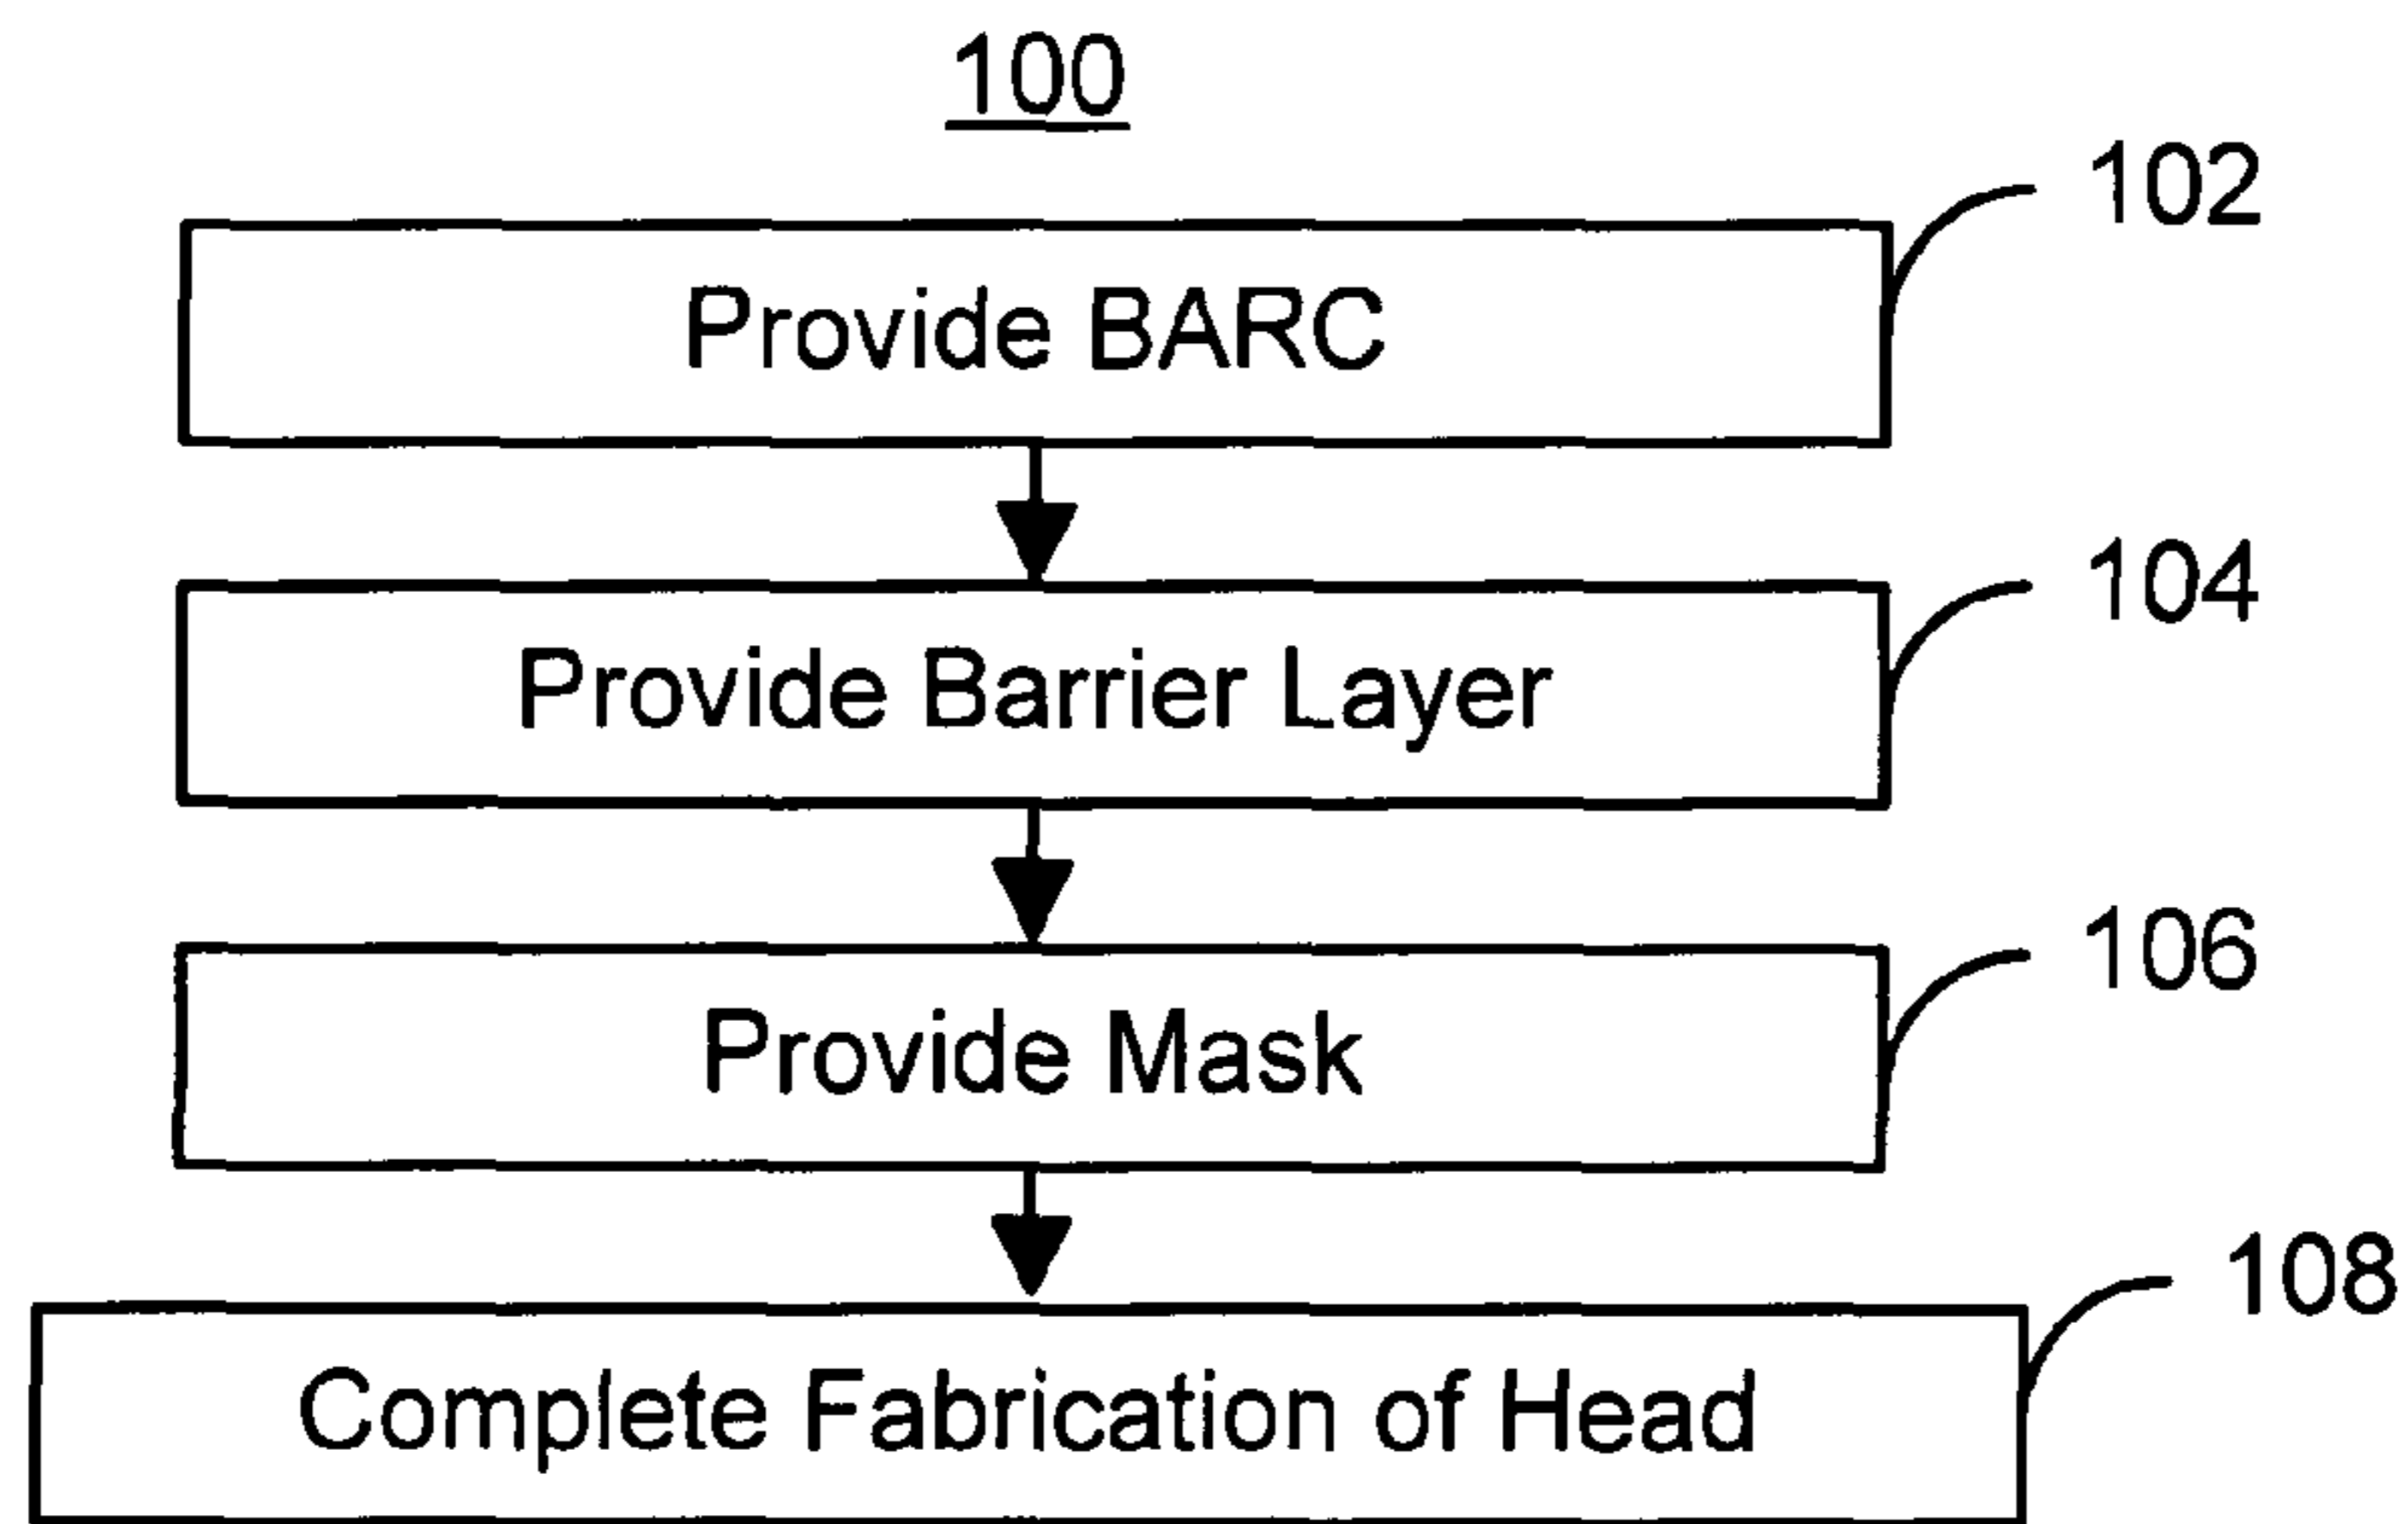 100
102
Provide BARC
104
Provide Barrier Layer
106
Provide Mask
108
Complete Fabrication of Head